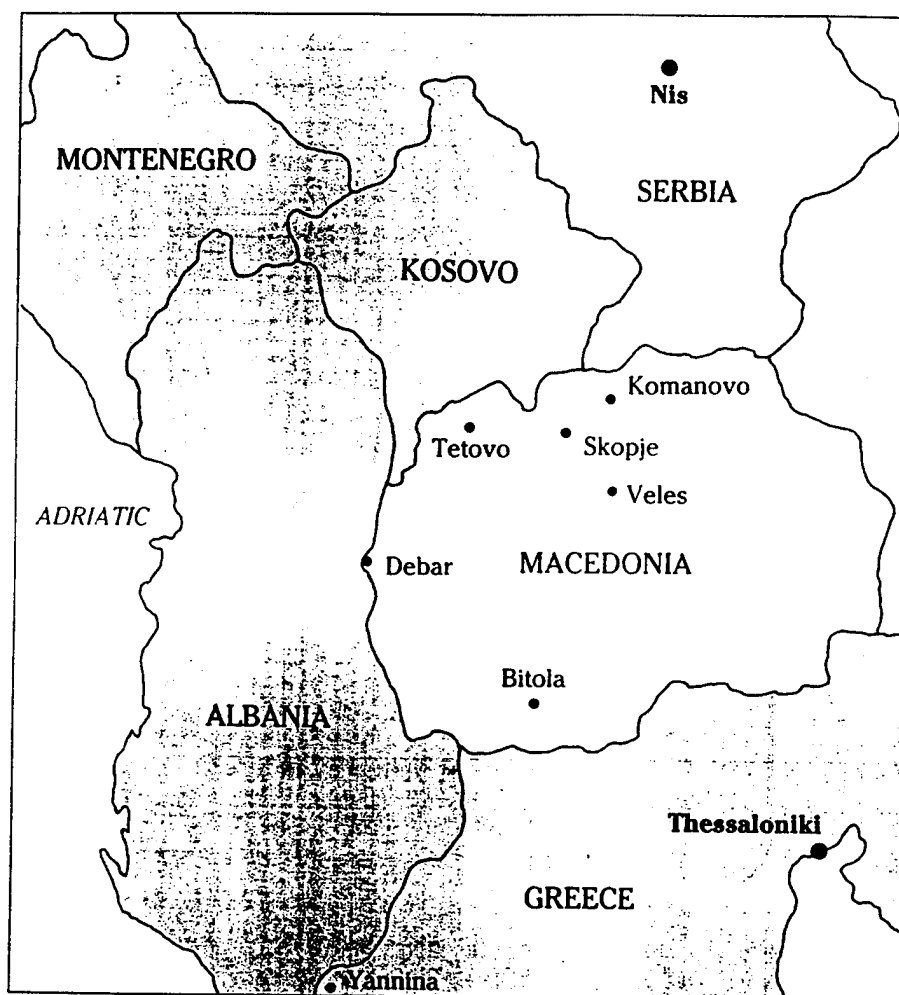 Nis
MONTENEGRO
SERBIA
KOSOVO
Komanovo
Tetovo
Skopje
Veles
ADRIATIC
Debar
MACEDONIA
Bitola
ALBANIA
Thessaloniki
GREECE
Yannina